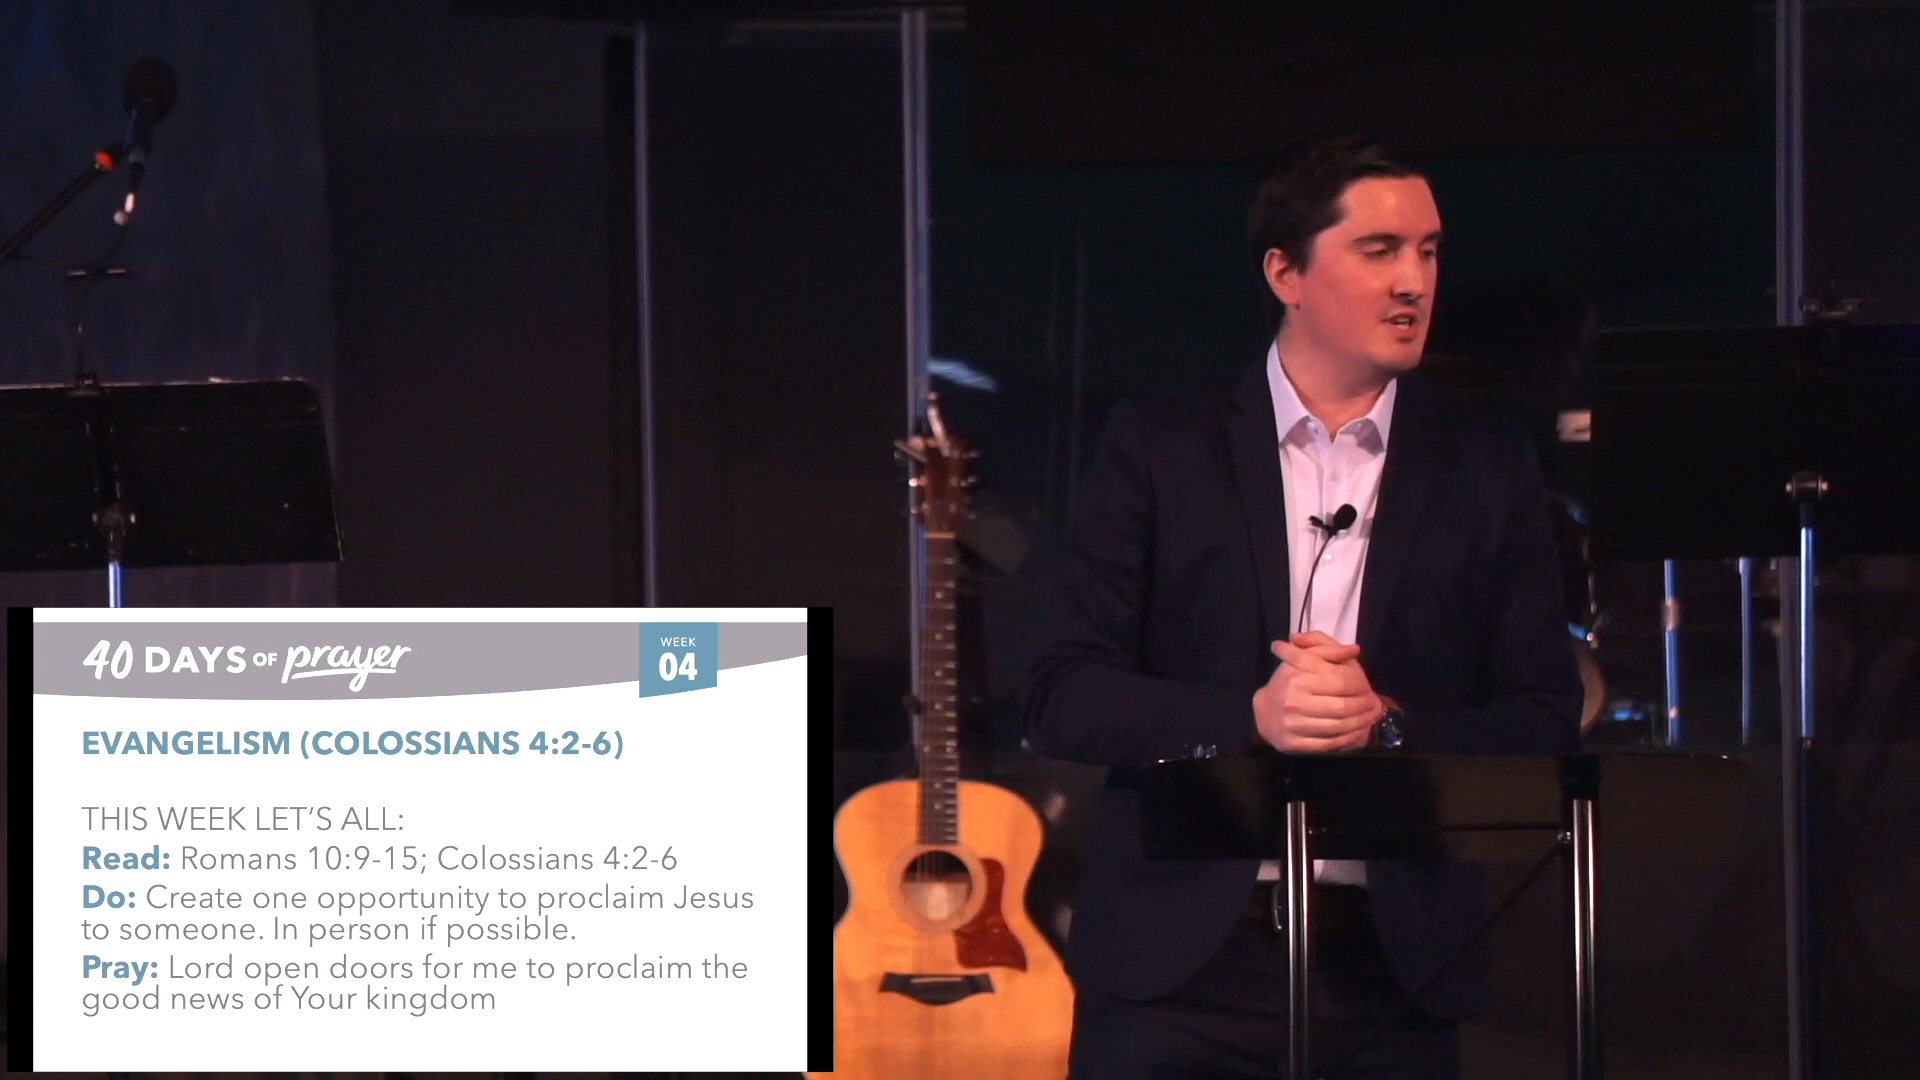 40 DAYS OF prayer
WEEK
04
EVANGELISM (COLOSSIANS 4:2-6)
THIS WEEK LET’S ALL:
Read: Romans 10:9-15; Colossians 4:2-6
Do: Create one opportunity to proclaim Jesus
to someone. In person if possible.
Pray: Lord open doors for me to proclaim the
good news of Your kingdom